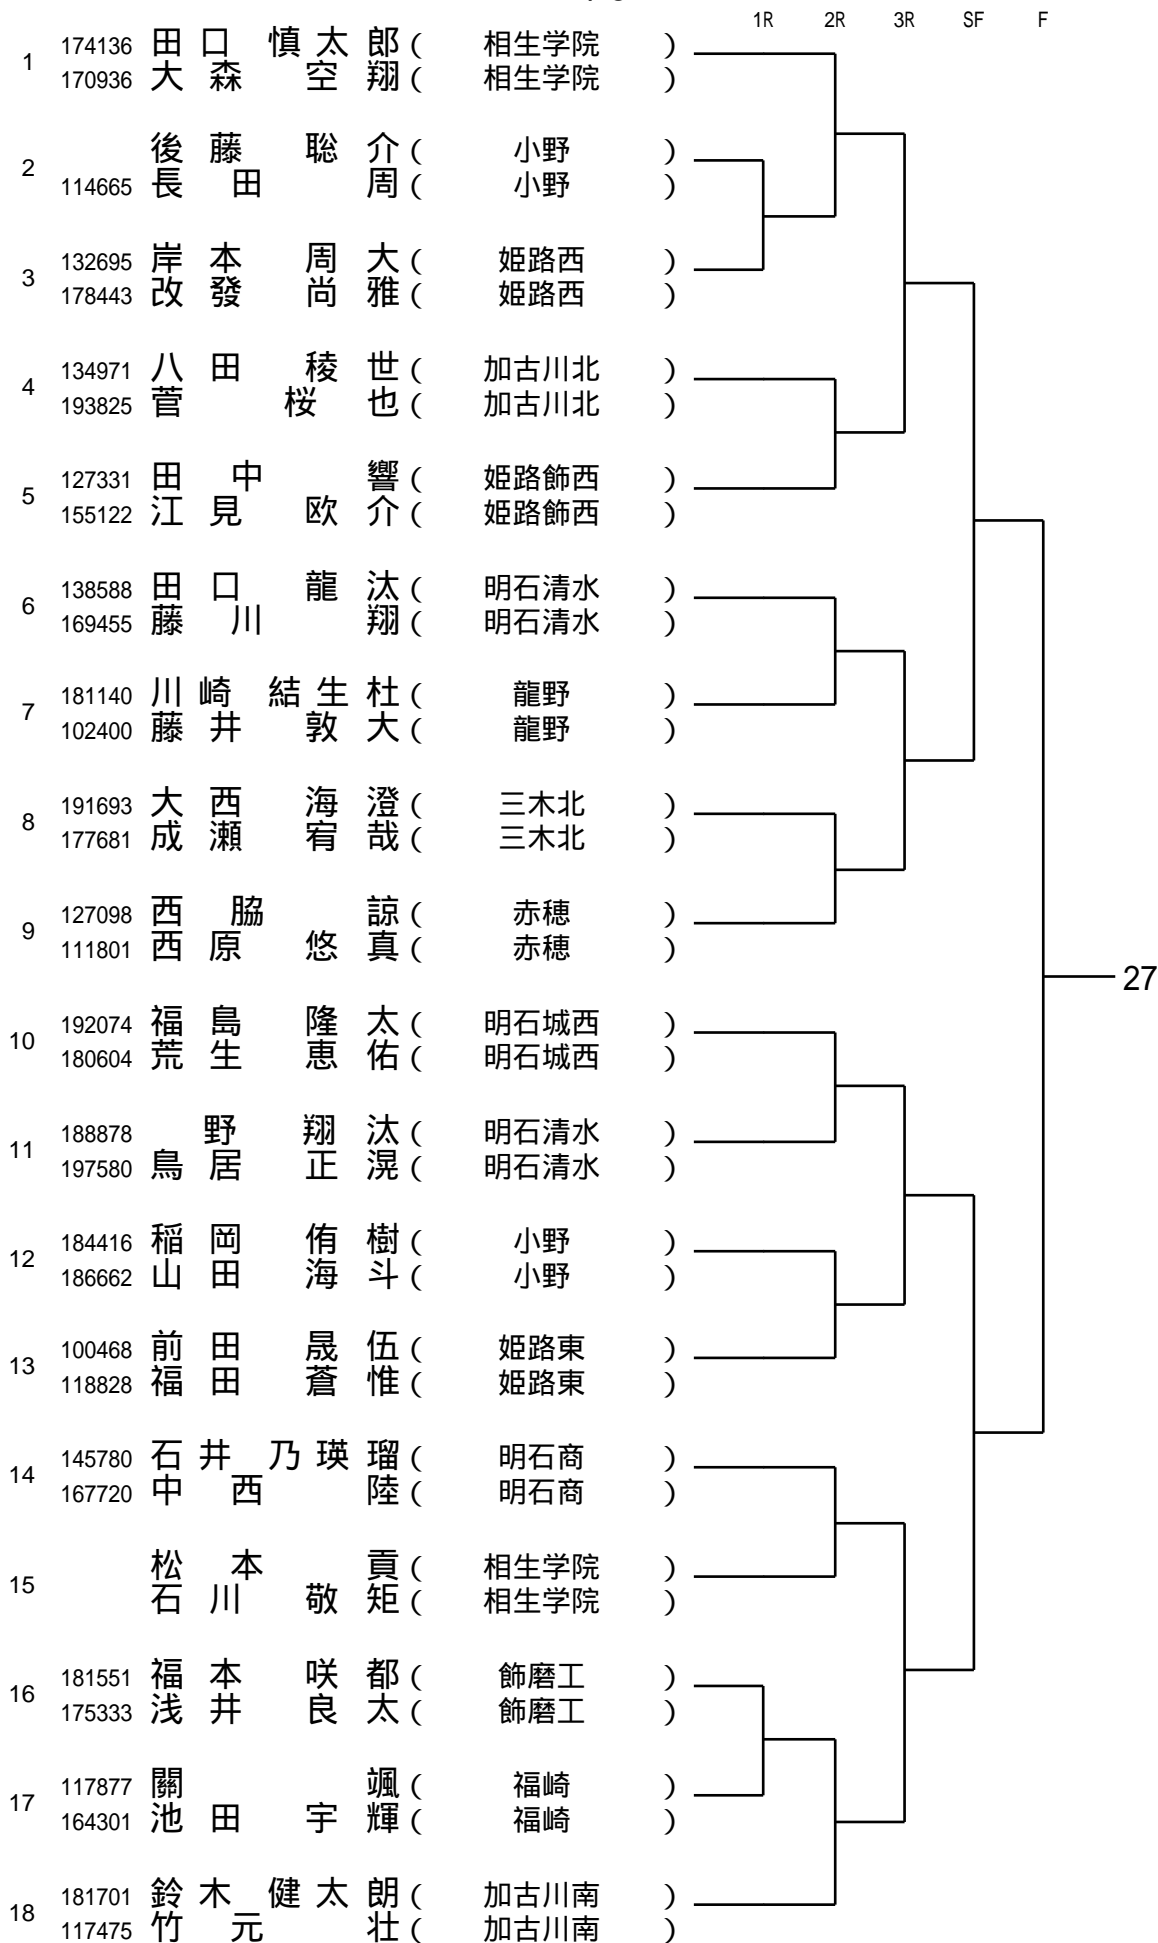 1R 2R 3R SF F
1
174136 田口 慎太郎 ( 相生学院 )
170936 大森 空翔 ( 相生学院 )
2
後藤 聡介 ( 小野 )
114665 長田 周 ( 小野 )
3
132695 岸本 周大 ( 姫路西 )
178443 改發 尚雅 ( 姫路西 )
4
134971 八田 稜世 ( 加古川北 )
193825 菅 桜也 ( 加古川北 )
5
127331 田中 響 ( 姫路飾西 )
155122 江見 欧介 ( 姫路飾西 )
6
138588 田口 龍汰 ( 明石清水 )
169455 藤川 翔 ( 明石清水 )
7
181140 川崎 結生杜 ( 龍野 )
102400 藤井 敦大 ( 龍野 )
8
191693 大西 海澄 ( 三木北 )
177681 成瀬 宥哉 ( 三木北 )
9
127098 西脇 諒 ( 赤穂 )
111801 西原 悠真 ( 赤穂 )
27
10
192074 福島 隆太 ( 明石城西 )
180604 荒生 恵佑 ( 明石城西 )
11
188878 野 翔汰 ( 明石清水 )
197580 鳥居 正滉 ( 明石清水 )
12
184416 稲岡 侑樹 ( 小野 )
186662 山田 海斗 ( 小野 )
13
100468 前田 晟伍 ( 姫路東 )
118828 福田 蒼惟 ( 姫路東 )
14
145780 石井 乃瑛瑠 ( 明石商 )
167720 中西 陸 ( 明石商 )
15
松本 貢 ( 相生学院 )
石川 敬矩 ( 相生学院 )
16
181551 福本 咲都 ( 飾磨工 )
175333 浅井 良太 ( 飾磨工 )
17
117877 關 颯 ( 福崎 )
164301 池田 宇輝 ( 福崎 )
18
181701 鈴木 健太朗 ( 加古川南 )
117475 竹元 壮 ( 加古川南 )